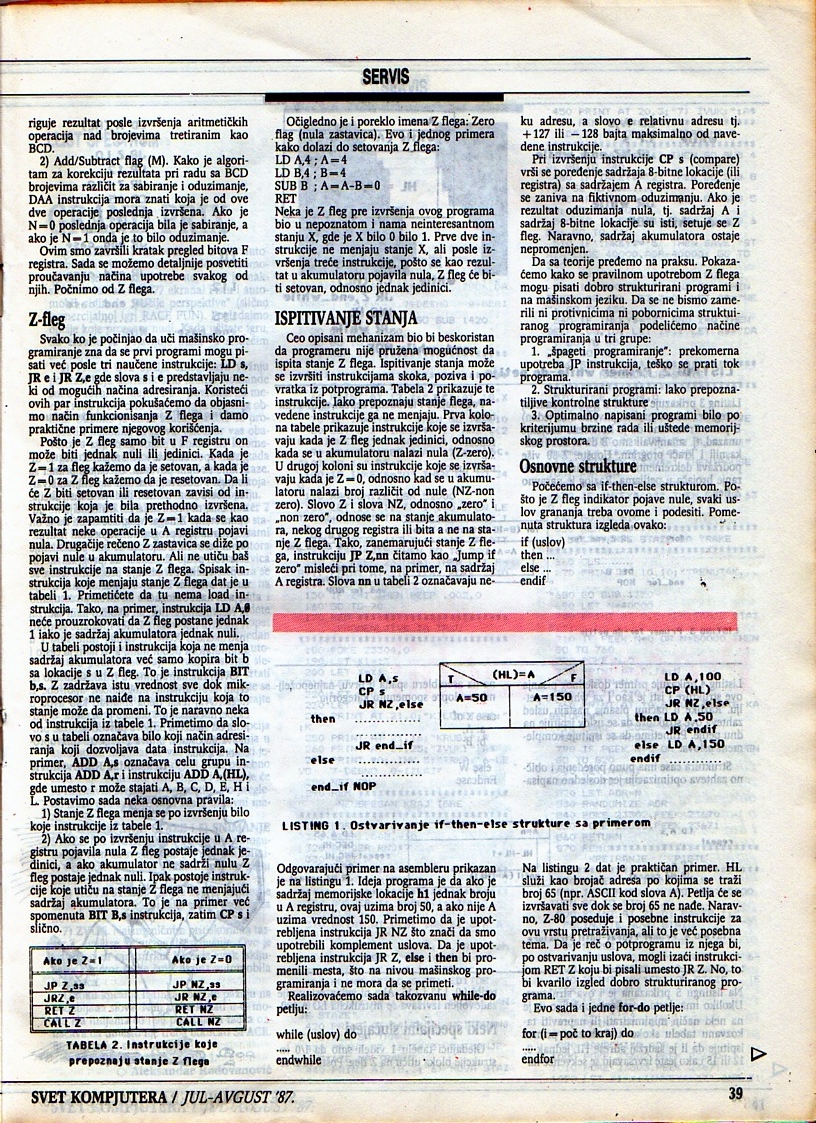 SERVIS
riguje rezultat posle izvršenja aritmetičkih
operacija nad brojevima tretiranim kao
BCD.
2) Add/Subtract flag (M). Kako je algori-
tam za korekciju rezultata pri radu sa BCD
brojevima različit za sabiranje i oduzimanje,
DAA instrukcija mora znati koja je od ove
dve operacije poslednja izvršena. Ako je
N=0 poslednja operacija bila je sabiranje, a
ako je N=1 onda je to bilo oduzimanje.
Ovim smo završili kratak pregled bitova F
registra. Sada se možemo detaljnije posvetiti
proučavanju načina upotrebe svakog od
njih. Počnimo od Z flega.
Z-fleg
Svako ko je počinjao da uči mašinsko pro-
gramiranje zna da se prvi programi mogu pi-
sati već posle tri naučene instrukcije: LD s,
JR e i JR Z,e gde slova s i e predstavljaju ne-
ki od mogućih načina adresiranja. Koristeći
ovih par instrukcija pokušaćemo da objasni-
mo način funkcionisanja Z flega i damo
praktične primere njegovog korišćenja.
Pošto je Z fleg samo bit u F registru on
može biti jednak nuli ili jedinici. Kada je
Z=1 za fleg kažemo da je setovan, a kada je
Z=0 za Z fleg kažemo da je resetovan. Da li
će Z biti setovan ili resetovan zavisi od in-
strukcije koja je bila prethodno izvršena.
Važno je zapamtiti da je Z=1 kada se kao
rezultat neke operacije u A registru pojavi
nula. Drugačije rečeno Z zastavica se diže po
pojavi nule u akumulatoru. Ali ne utiču baš
sve instrukcije na stanje Z flega. Spisak in-
strukcija koje menjaju stanje Z flega dat je u
tabeli 1. Primetićete da tu nema load in-
strukcija. Tako, na primer, instrukcija LD A,0
neće prouzrokovati da Z fleg postane jednak
1 iako je sadržaj akumulatora jednak nuli.
U tabeli postoji i instrukcija koja ne menja
sadržaj akumulatora već samo kopira bit b
sa lokacije s u Z fleg. To je instrukcija BIT
b,s. Z zadržava istu vrednost sve dok mik-
roprocesor ne naiđe na instrukciju koja to
stanje može da promeni. To je naravno neka
od instrukcija iz tabele 1. Primetimo da slo-
vo s u tabeli označava bilo koji način adresi-
ranja koji dozvoljava data instrukcija. Na
primer, ADD A,s označava celu grupu in-
strukcija ADD A,r i instrukciju ADD A,(HL),
gde umesto r može stajati A, B, C, D, E, H i
L. Postavimo sada neka osnovna pravila:
1) Stanje Z flega menja se po izvršenju bilo
koje instrukcije iz tabele 1.
2) Ako se po izvršenju instrukcije u A re-
gistru pojavila nula Z fleg postaje jednak je-
dinici, a ako akumulator ne sadrži nulu Z
fleg postaje jednak nuli. Ipak postoje instruk-
cije koje utiču na stanje Z flega ne menjajući
sadržaj akumulatora. To je na primer već
spomenuta BIT B,s instrukcija, zatim CP s i
slično.
Ako je Z=1 Ako je Z=0
JP Z,ss JP NZ,ss
JRZ,e JR NZ,e
RET Z RET NZ
CALL Z CALL NZ
TABELA 2. Instrukcije koje
prepoznaju stanje Z flega
Očigledno je i poreklo imena Z flega: Zero
flag (nula zastavica). Evo i jednog primera
kako dolazi do setovanja Z flega:
LD A,4 ; A=4
LD B,4 ; B=4
SUB B ; A=A-B=0
RET
Neka je Z fleg pre izvršenja ovog programa
bio u nepoznatom i nama neinteresantnom
stanju X, gde je X bilo 0 bilo 1. Prve dve in-
strukcije ne menjaju stanje X, ali posle iz-
vršenja treće instrukcije, pošto se kao rezul-
tat u akumulatoru pojavila nula, Z fleg će bi-
ti setovan, odnosno jednak jedinici.
ISPITIVANJE STANJA
Ceo opisani mehanizam bio bi beskoristan
da programeru nije pružena mogućnost da
ispita stanje Z flega. Ispitivanje stanja može
se izvršiti instrukcijama skoka, poziva i po-
vratka iz potprograma. Tabela 2 prikazuje te
instrukcije. Iako prepoznaju stanje flega, na-
vedene instrukcije ga ne menjaju. Prva kolo-
na tabele prikazuje instrukcije koje se izvrša-
vaju kada je Z fleg jednak jedinici, odnosno
kada se u akumulatoru nalazi nula (Z-zero).
U drugoj koloni su instrukcije koje se izvrša-
vaju kada je Z=0, odnosno kad se u akumu-
latoru nalazi broj različit od nule (NZ-non
zero). Slovo Z i slova NZ, odnosno „zero" i
„non zero", odnose se na stanje akumulato-
ra, nekog drugog registra ili bita a ne na sta-
nje Z flega. Tako, zanemarujući stanje Z fle-
ga, instrukciju JP Z,nn čitamo kao „Jump if
zero" misleći pri tome, na primer, na sadržaj
A registra. Slova nn u tabeli 2 označavaju ne-
ku adresu, a slovo e relativnu adresu tj.
+127 ili −128 bajta maksimalno od nave-
dene instrukcije.
Pri izvršenju instrukcije CP s (compare)
vrši se poređenje sadržaja 8-bitne lokacije (ili
registra) sa sadržajem A registra. Poređenje
se zaniva na fiktivnom oduzimanju. Ako je
rezultat oduzimanja nula, tj. sadržaj A i
sadržaj 8-bitne lokacije su isti, setuje se Z
fleg. Naravno, sadržaj akumulatora ostaje
nepromenjen.
Da sa teorije pređemo na praksu. Pokaza-
ćemo kako se pravilnom upotrebom Z flega
mogu pisati dobro strukturirani programi i
na mašinskom jeziku. Da se ne bismo zame-
rili ni protivnicima ni pobornicima struktui-
ranog programiranja podelićemo načine
programiranja u tri grupe:
1. „špageti programiranje": prekomerna
upotreba JP instrukcija, teško se prati tok
programa.
2. Strukturirani programi: lako prepozna-
tiljive kontrolne strukture
3. Optimalno napisani programi bilo po
kriterijumu brzine rada ili uštede memorij-
skog prostora.
Osnovne strukture
Počećemo sa if-then-else strukturom. Po-
što je Z fleg indikator pojave nule, svaki us-
lov grananja treba ovome i podesiti. Pome-
nuta struktura izgleda ovako:
if (uslov)
then ...
else ...
endif
LD A,s
CP s
JR NZ,else
then ..............
..............
JR end_if
else ..............
..............
end_if NOP
T (HL)=A F
A=50 A=150
LD A,100
CP (HL)
JR NZ,else
then LD A,50
JR endif
else LD A,150
endif ............
LISTING 1. Ostvarivanje if-then-else strukture sa primerom
Odgovarajući primer na asembleru prikazan
je na listingu 1. Ideja programa je da ako je
sadržaj memorijske lokacije h1 jednak broju
u A registru, ovaj uzima broj 50, a ako nije A
uzima vrednost 150. Primetimo da je upot-
rebljena instrukcija JR NZ što znači da smo
upotrebili komplement uslova. Da je upot-
rebljena instrukcija JR Z, else i then bi pro-
menili mesta, što na nivou mašinskog pro-
gramiranja i ne mora da se primeti.
Realizovaćemo sada takozvanu while-do
petlju:
while (uslov) do
.....
endwhile
Na listingu 2 dat je praktičan primer. HL
služi kao brojač adresa po kojima se traži
broj 65 (npr. ASCII kod slova A). Petlja će se
izvršavati sve dok se broj 65 ne nađe. Narav-
no, Z-80 poseduje i posebne instrukcije za
ovu vrstu pretraživanja, ali to je već posebna
tema. Da je reč o potprogramu iz njega bi,
po ostvarivanju uslova, mogli izaći instrukci-
jom RET Z koju bi pisali umesto JR Z. No, to
bi kvarilo izgled dobro strukturiranog pro-
grama.
Evo sada i jedne for-do petlje:
for (i=poč to kraj) do
.....
endfor
SVET KOMPJUTERA / JUL-AVGUST '87.
39